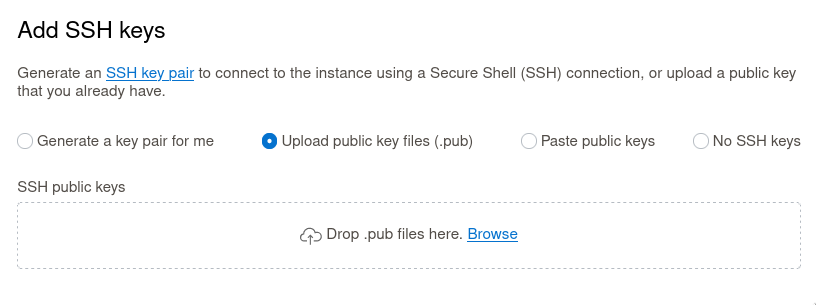 Add SSH keys
Generate an SSH key pair to connect to the instance using a Secure Shell (SSH) connection, or upload a public key
that you already have.
Generate a key pair for me Upload public key files (.pub) Paste public keys No SSH keys
SSH public keys
Drop .pub files here. Browse